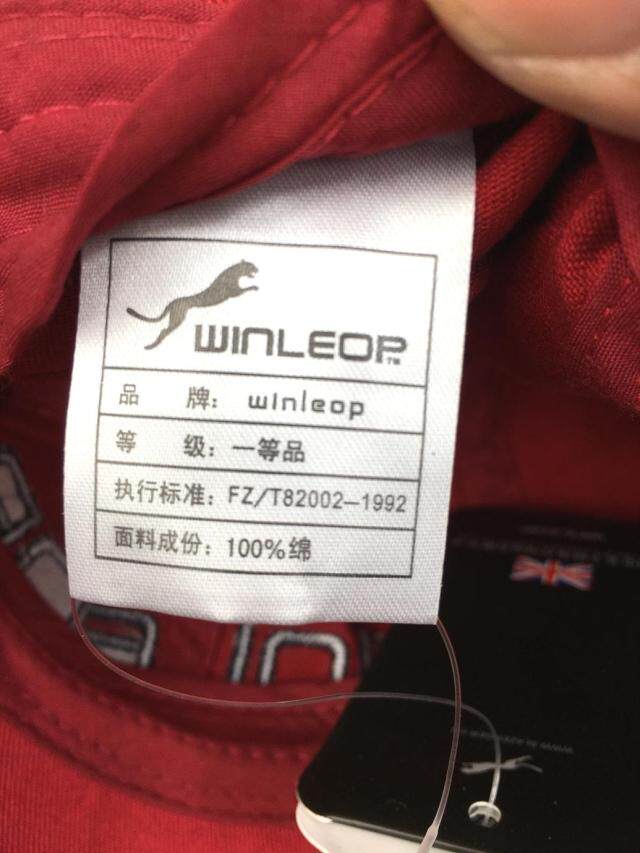 WINLEOP™
品 牌： winleop
等 级： 一等品
执行标准： FZ/T82002-1992
面料成份： 100%绵